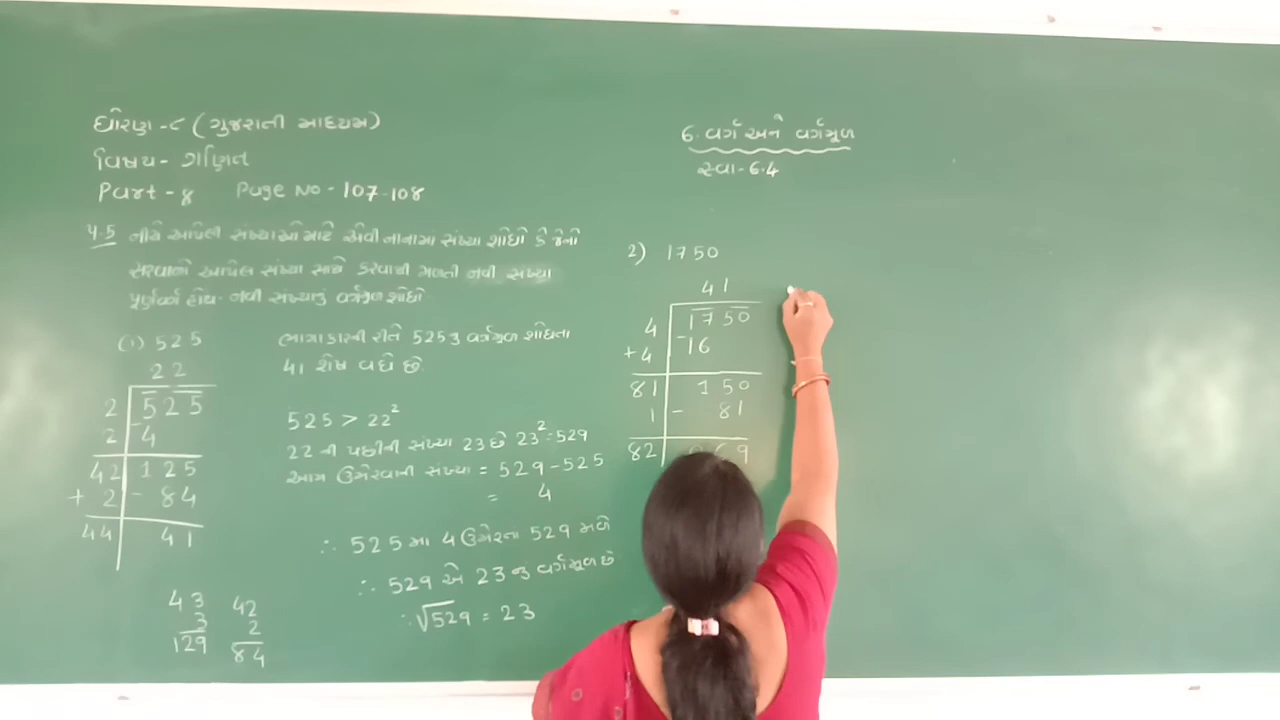 ધોરણ-૮ (ગુજરાતી માધ્યમ)
વિષય- ગણિત
Part - 8 Page No - 107-108
6. વર્ગ અને વર્ગમૂળ
સ્વા-6.4
4.5 નીચે આપેલી સંખ્યાઓ માટે એવી નાનામા સંખ્યા શોધો કે જેનો
સરવાળો આપેલ સંખ્યા સાથે કરવાથી મળતી નવી સંખ્યા
પૂર્ણવર્ગ હોય. નવી સંખ્યાનું વર્ગમૂળ શોધો
(1) 525
22
2 525
2 - 4
42 125
+ 2 - 84
44 41
43
3
129
42
2
84
ભાગાકારની રીતે 525નુ વર્ગમૂળ શોધતા
41 શેષ વધે છે.
525 > 22²
22 ની પછીની સંખ્યા 23 છે 23² = 529
આમ ઉમેરવાની સંખ્યા = 529 - 525
= 4
∴ 525મા 4 ઉમેરતા 529 મળે
∴ 529 એ 23 નું વર્ગમૂળ છે
∴ √529 = 23
2) 1750
41
4 1750
+ 4 - 16
81 150
1 - 81
82 069